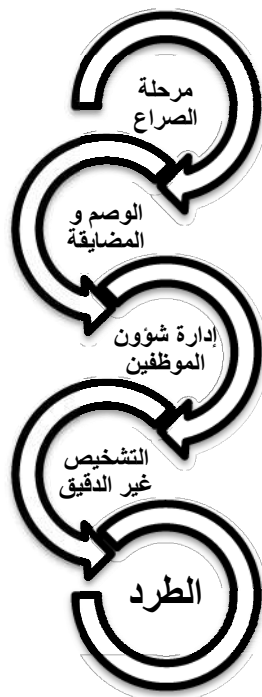 مرحلة
الصراع
الوصم و
المضايقة
إدارة شؤون
الموظفين
التشخيص
غير الدقيق
الطرد